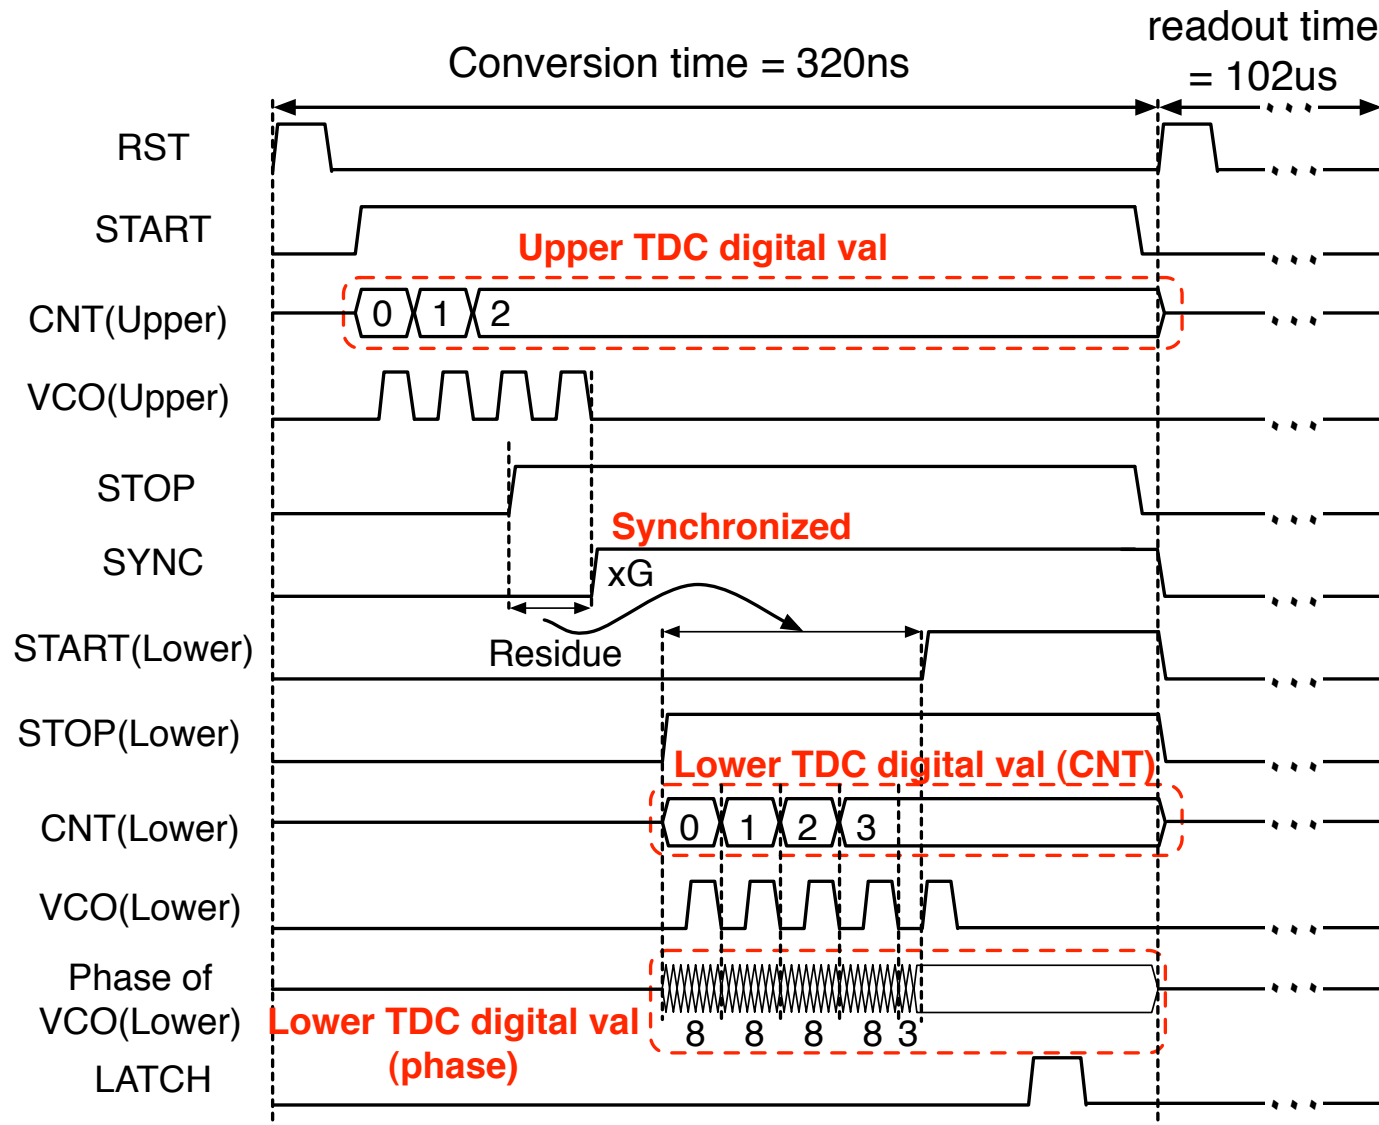 readout time
Conversion time = 320ns
= 102us
RST
START
Upper TDC digital val
CNT(Upper)
0 1 2
VCO(Upper)
STOP
Synchronized
SYNC
xG
START(Lower)
Residue
STOP(Lower)
Lower TDC digital val (CNT)
CNT(Lower)
0 1 2 3
VCO(Lower)
Phase of
VCO(Lower)
Lower TDC digital val
(phase)
8 8 8 8 3
LATCH